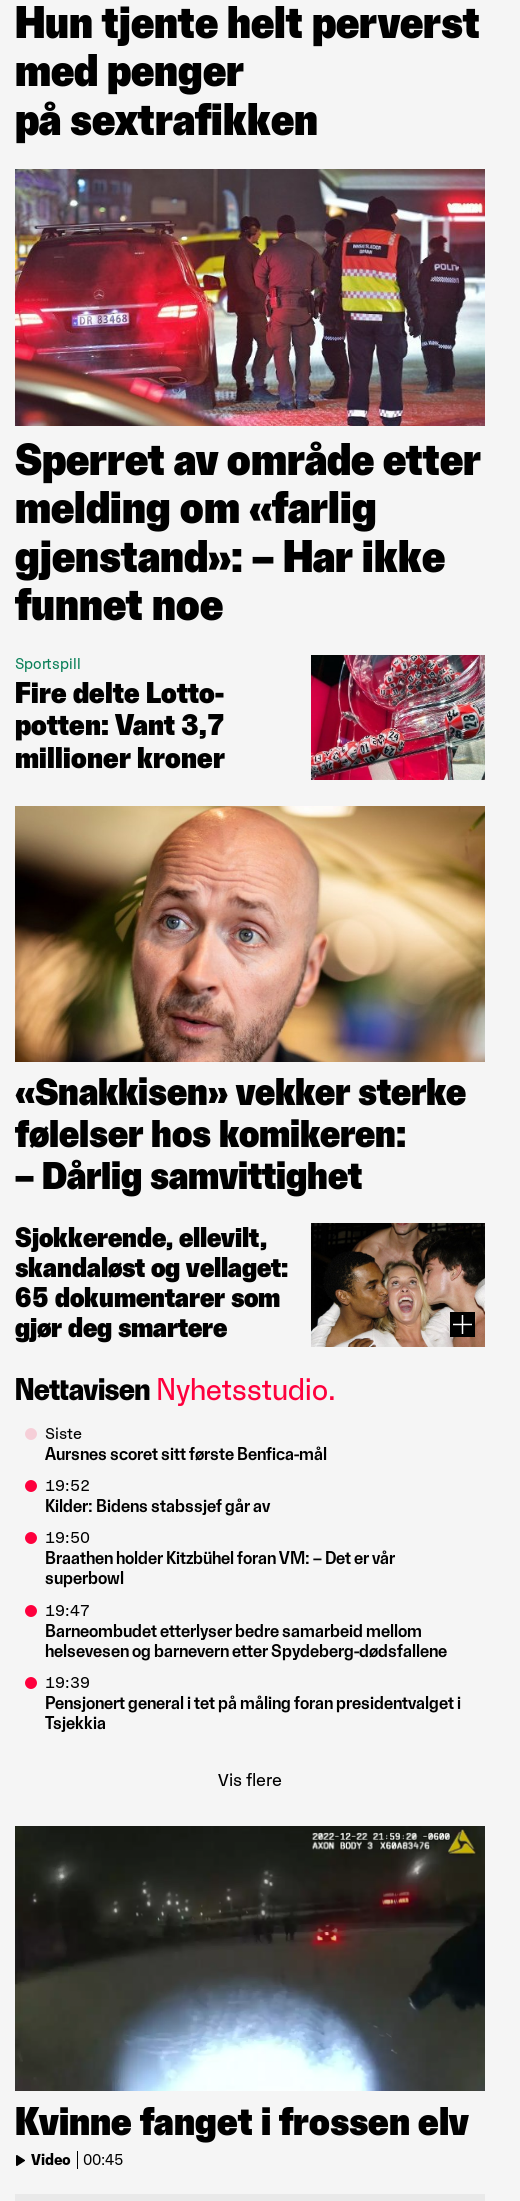 Hun tjente helt perverst
med penger
på sextrafikken
POLITI
DR 83468
Sperret av område etter
melding om «farlig
gjenstand»: – Har ikke
funnet noe
Sportspill
Fire delte Lotto-
potten: Vant 3,7
millioner kroner
28
24
«Snakkisen» vekker sterke
følelser hos komikeren:
– Dårlig samvittighet
Sjokkerende, ellevilt,
skandaløst og vellaget:
65 dokumentarer som
gjør deg smartere
Nettavisen Nyhetsstudio.
Siste
Aursnes scoret sitt første Benfica-mål
19:52
Kilder: Bidens stabssjef går av
19:50
Braathen holder Kitzbühel foran VM: – Det er vår
superbowl
19:47
Barneombudet etterlyser bedre samarbeid mellom
helsevesen og barnevern etter Spydeberg-dødsfallene
19:39
Pensjonert general i tet på måling foran presidentvalget i
Tsjekkia
Vis flere
2022-12-22 21:59:20 -0600
AXON BODY 3 X60A83476
Kvinne fanget i frossen elv
Video | 00:45